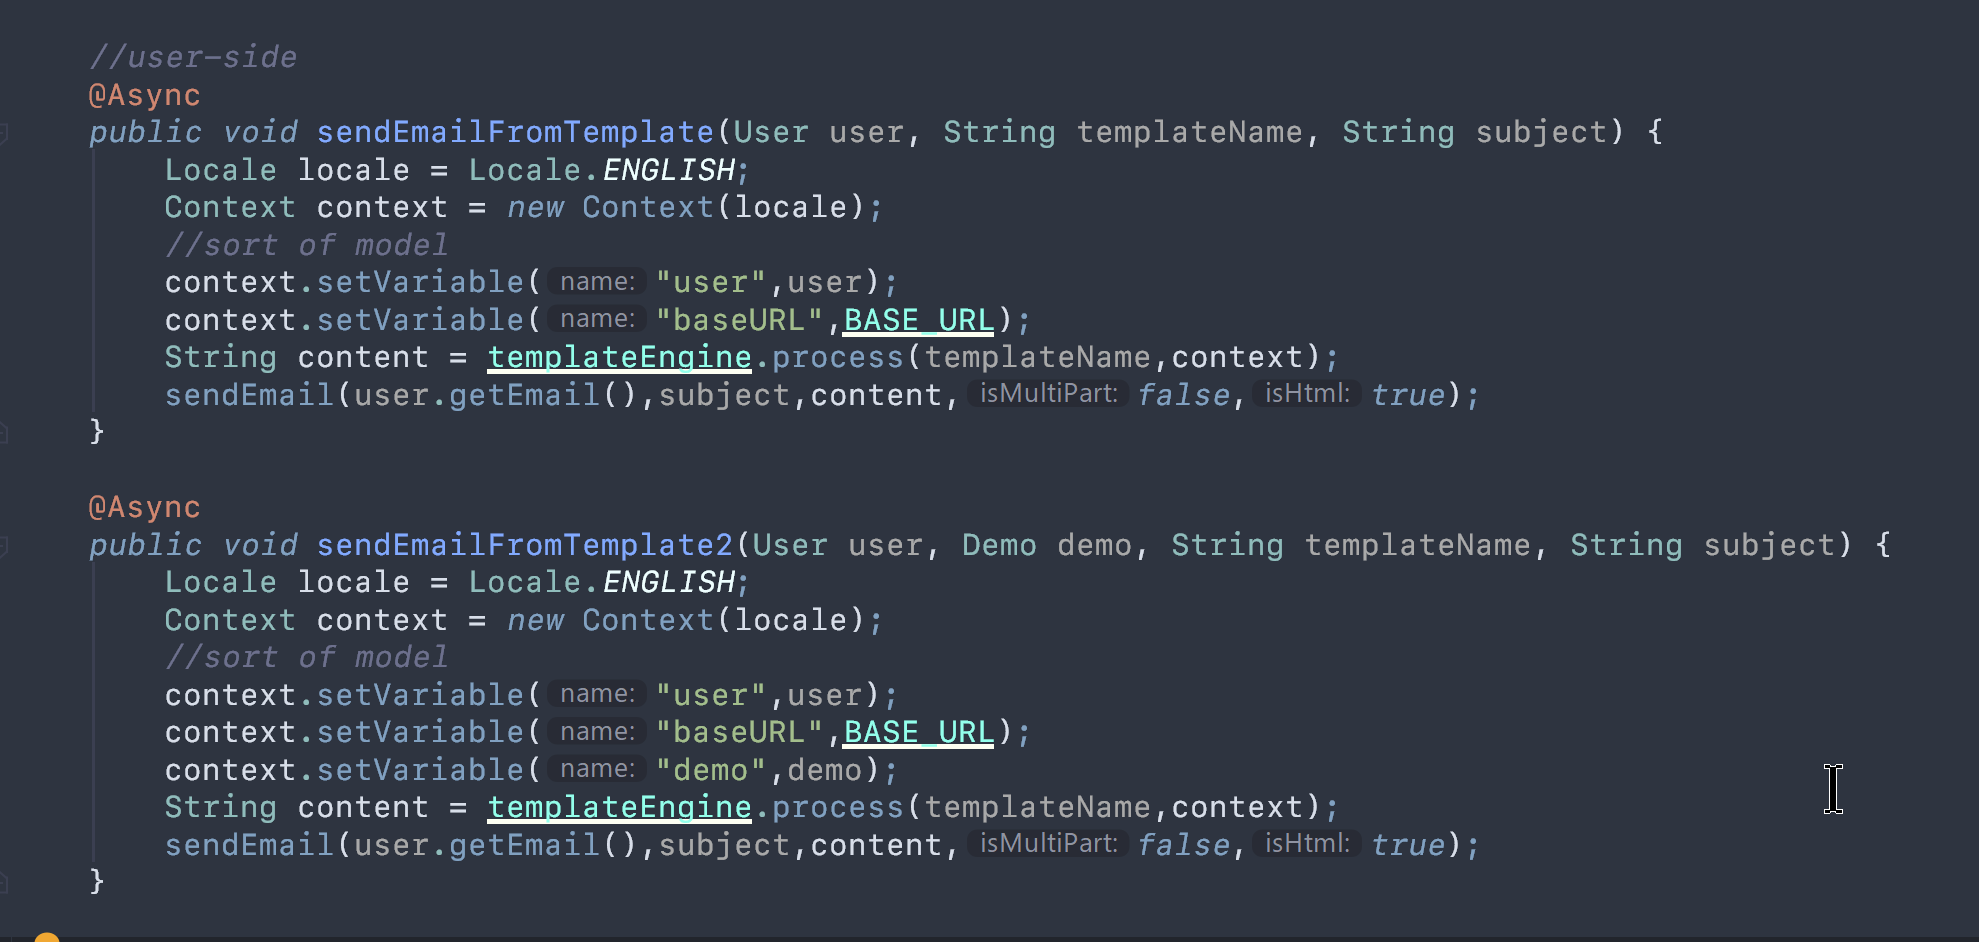 //user-side
@Async
public void sendEmailFromTemplate(User user, String templateName, String subject) {
Locale locale = Locale.ENGLISH;
Context context = new Context(locale);
//sort of model
context.setVariable( name: "user",user);
context.setVariable( name: "baseURL",BASE_URL);
String content = templateEngine.process(templateName,context);
sendEmail(user.getEmail(),subject,content, isMultiPart: false, isHtml: true);
}
@Async
public void sendEmailFromTemplate2(User user, Demo demo, String templateName, String subject) {
Locale locale = Locale.ENGLISH;
Context context = new Context(locale);
//sort of model
context.setVariable( name: "user",user);
context.setVariable( name: "baseURL",BASE_URL);
context.setVariable( name: "demo",demo);
String content = templateEngine.process(templateName,context);
sendEmail(user.getEmail(),subject,content, isMultiPart: false, isHtml: true);
}